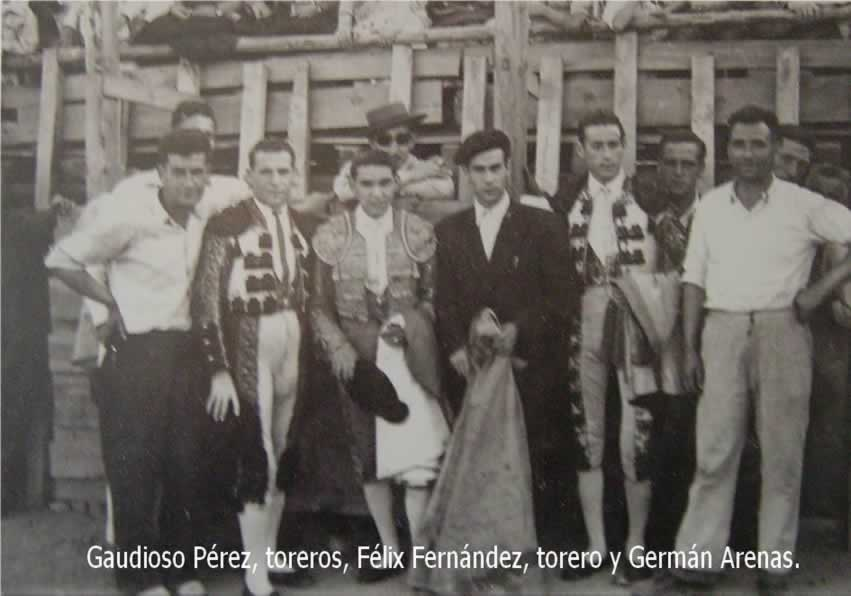 Gaudioso Pérez, toreros, Félix Fernández, torero y Germán Arenas.